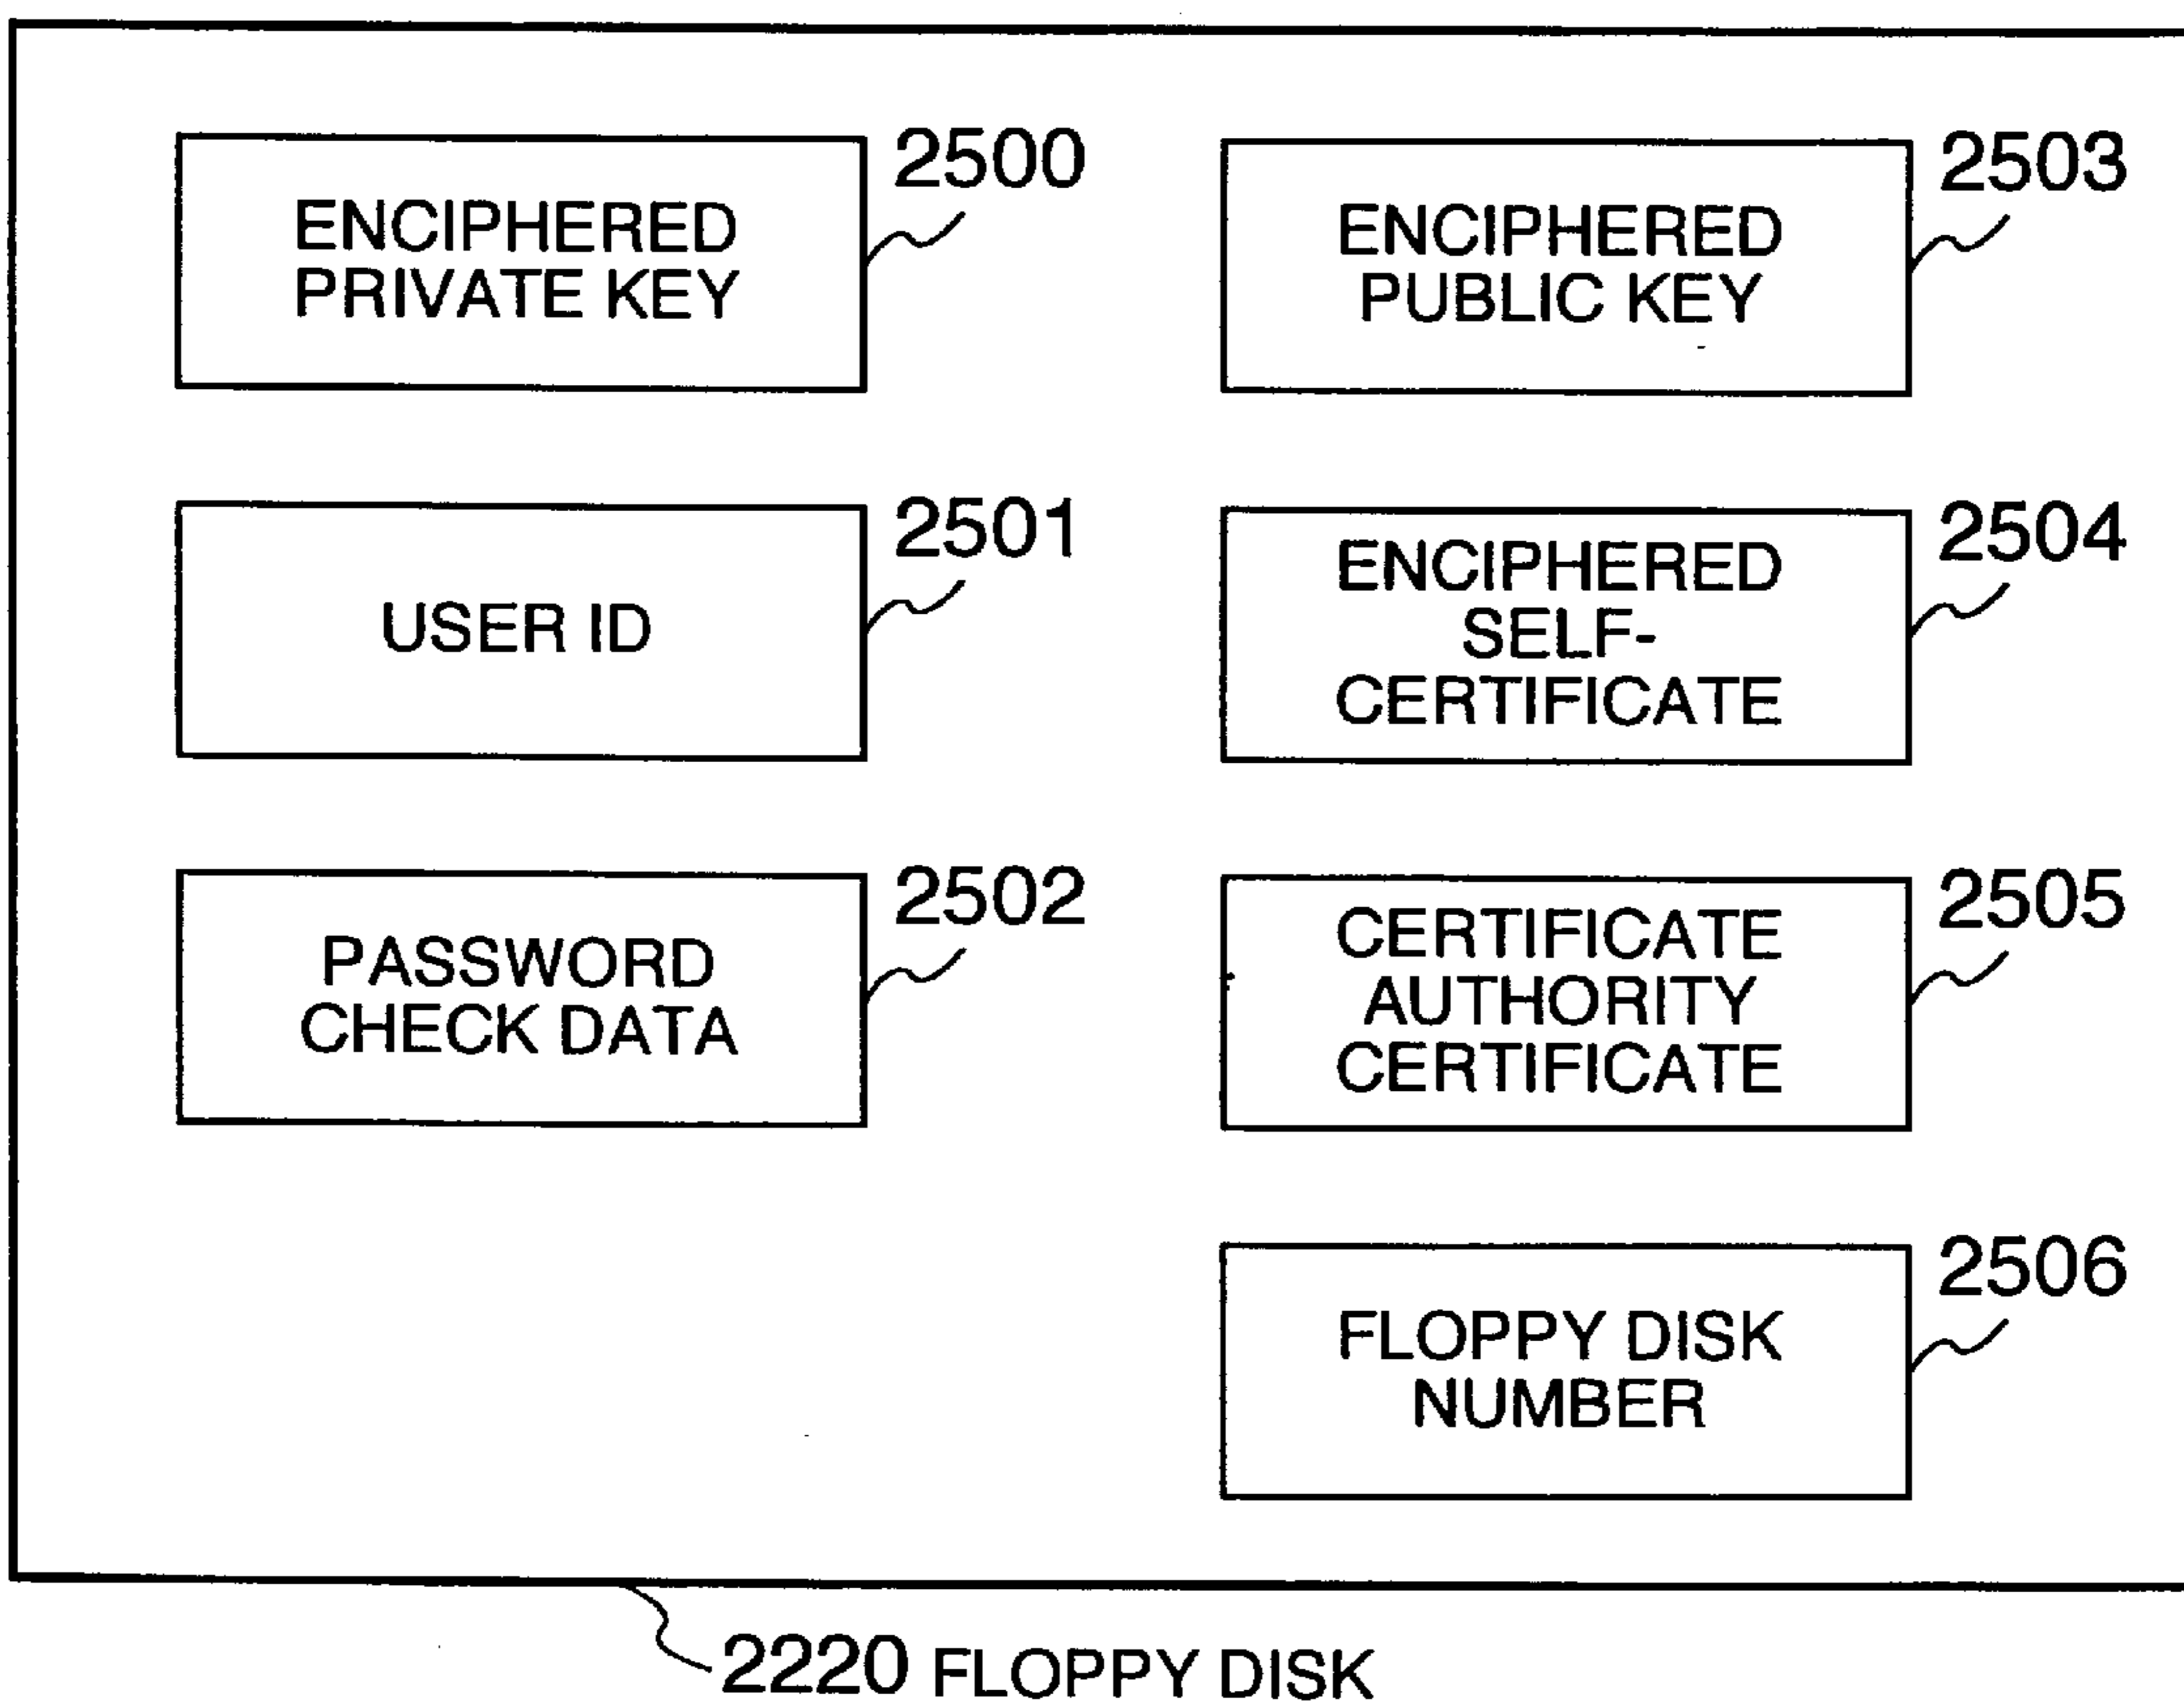 2500
ENCIPHERED
PRIVATE KEY
2503
ENCIPHERED
PUBLIC KEY
2501
USER ID
2504
ENCIPHERED
SELF-
CERTIFICATE
2502
PASSWORD
CHECK DATA
2505
CERTIFICATE
AUTHORITY
CERTIFICATE
2506
FLOPPY DISK
NUMBER
2220 FLOPPY DISK